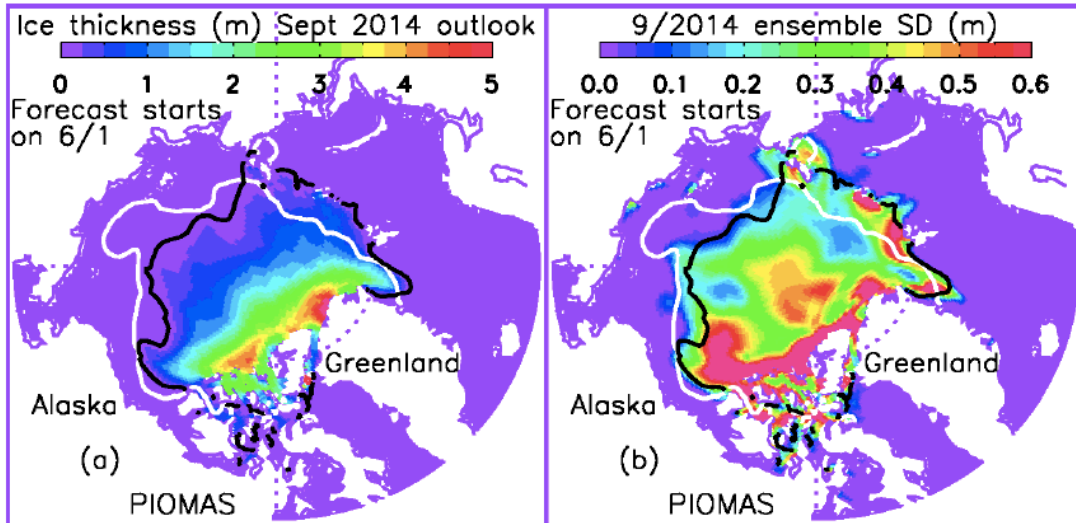 Ice thickness (m) Sept 2014 outlook
0 1 2 3 4 5
Forecast starts
on 6/1
Greenland
Alaska
(a)
PIOMAS
9/2014 ensemble SD (m)
0.0 0.1 0.2 0.3 0.4 0.5 0.6
Forecast starts
on 6/1
Greenland
Alaska
(b)
PIOMAS